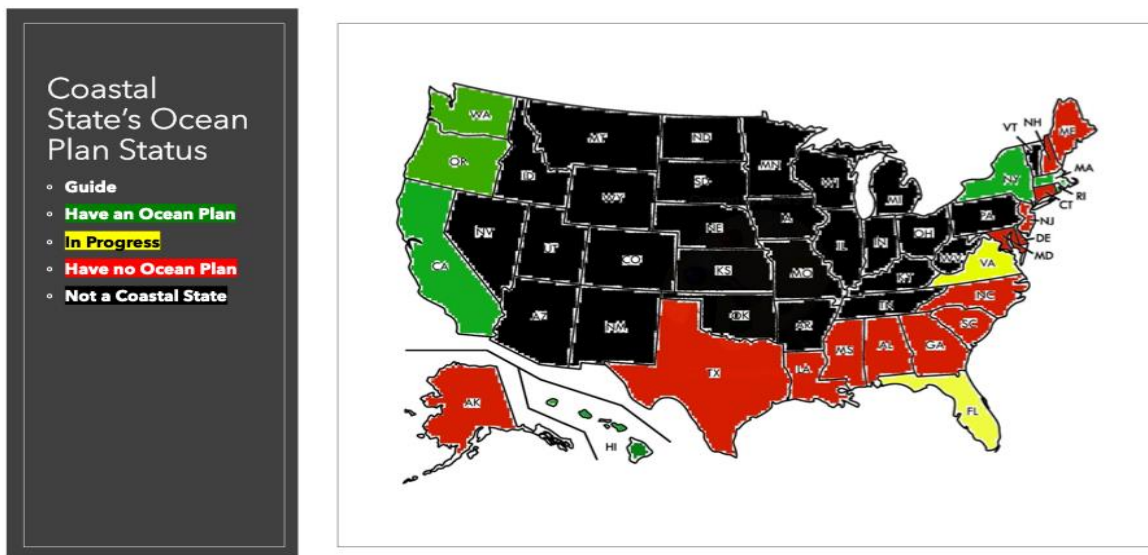 Coastal
State's Ocean
Plan Status
Guide
Have an Ocean Plan
In Progress
Have no Ocean Plan
Not a Coastal State
WA
MT
ND
MN
VT
NH
ME
OR
ID
SD
WI
MI
NY
MA
RI
CT
WY
IA
PA
NJ
NV
NE
OH
DE
UT
IL
IN
MD
CA
CO
WV
VA
KS
MO
KY
NC
TN
AZ
NM
OK
AR
SC
MS
AL
GA
TX
LA
AK
FL
HI